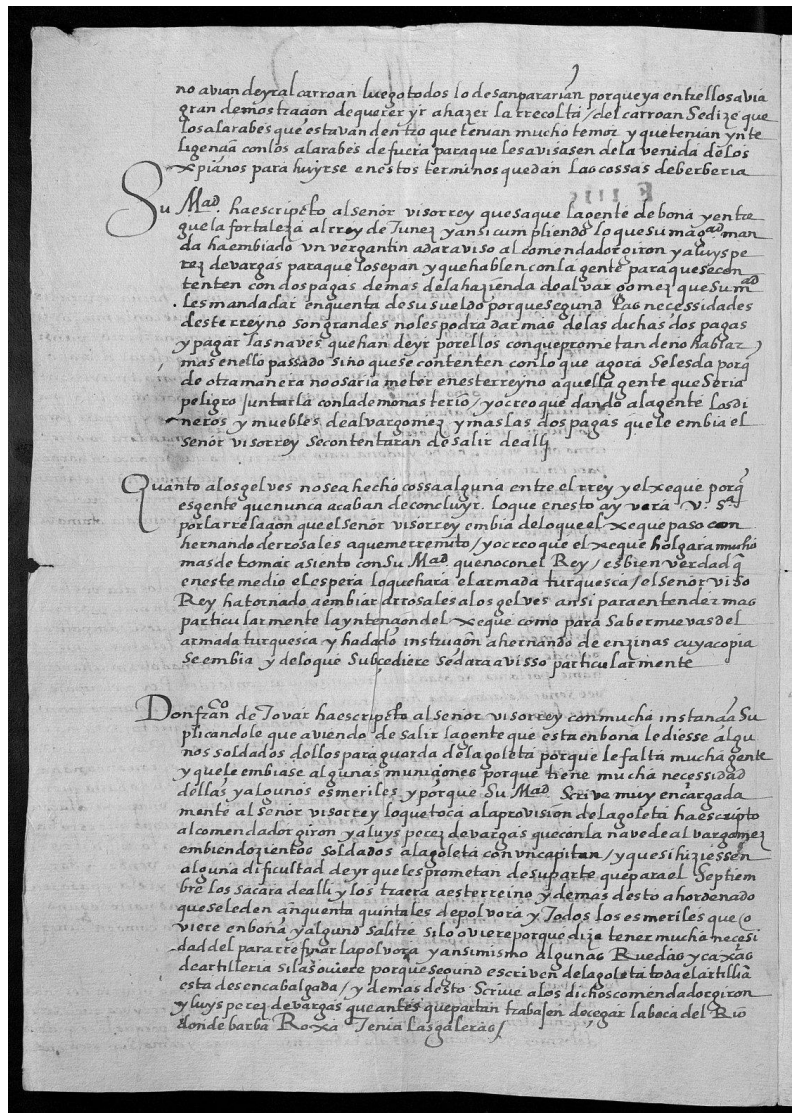 no avian de yr al carroan luego todos lo desanpararian porque ya entrellos avia
gran demostraçion de querer yr a hazer la rrecolta / del carroan se dize que
los alarabes que estavan dentro que tenian mucho temor y que tenian ynte
ligençia con los alarabes de fuera para que les avisasen de la venida de los
xpianos para huyrse en estos terminos quedan las cossas de berberia
Su Mad. ha escripto al señor visorrey que saque la gente de bona y entre
gue la fortaleza al rrey de tunez y ansi cumpliendo lo que su magad man
da ha embiado vn vergantin a dar aviso al comendador giron y a luys pe
rez de vargas para que lo sepan y que hablen con la gente para que se con
tenten con dos pagas demas de la hazienda de alvar gomez que su mad
les manda dar en quenta de su sueldo porque segund las necessidades
deste rreyno son grandes no les podra dar mas de las dichas dos pagas
y pagar las naves que han de yr por ellos con que prometan de no hablar
mas en ello passado sino que se contenten con lo que agora se les da porq
de otra manera no osaria meter en este rreyno aquella gente que seria
peligro juntarla con la de monasterio / yo creo que dando a la gente los di
neros y muebles de alvar gomez y mas las dos pagas que le embia el
señor visorrey se contentaran de salir de alli
Quanto a los gelves no se a hecho cossa alguna entre el rrey y el xeque porq
es gente que nunca acaban de concluyr. lo que en esto ay vera v. sa
por la rrelaçion que el señor visorrey embia de lo que el xeque paso con
hernando de rrosales a que me rremito / yo creo que el xeque holgara mucho
mas de tomar asiento con su Mad. que no con el Rey / es bien verdad q
en este medio el espera lo que hara el armada turquesca / el señor viso
Rey ha tornado a embiar a rrosales a los gelves ansi para entender mas
particularmente la yntençion del xeque como para saber nuevas del
armada turquesca y ha dado instruçion a hernando de enzinas cuya copia
se embia y de lo que subcediere se dara avisso particularmente
Don franco de Tovar ha escripto al señor visorrey con mucha instançia su
plicandole que aviendo de salir la gente que esta en bona le diesse algu
nos soldados dellos para guarda de la goleta porque le falta mucha gente
y que le embiase algunas muniçiones porque tiene mucha necessidad
dellas y algunos esmeriles y porque su Mad. scrive muy encargada
mente al señor visorrey lo que toca a la provision de la goleta ha escripto
al comendador giron y a luys perez de vargas que con la nave de alvar gomez
embien dozientos soldados a la goleta con vn capitan / y que si hiziessen
alguna dificultad de yr que les prometan de su parte que para el septiem
bre los sacara de alli y los traera a este rreino y demas desto a hordenado
que se le den çinquenta quintales de polvora y todos los esmeriles que o
viere en bona y algund salitre si lo oviere porque dize tener mucha necesi
dad del para rrefinar la polvora y ansimismo algunas Ruedas y caxas
de artilleria si las oviere porque segund escriven de la goleta toda el artilla
esta desencabalgada / y demas desto scrive a los dichos comendador giron
y luys perez de vargas que antes que partan trabajen de cegar la boca del Rio
donde barba Roxa tenia las galeras /